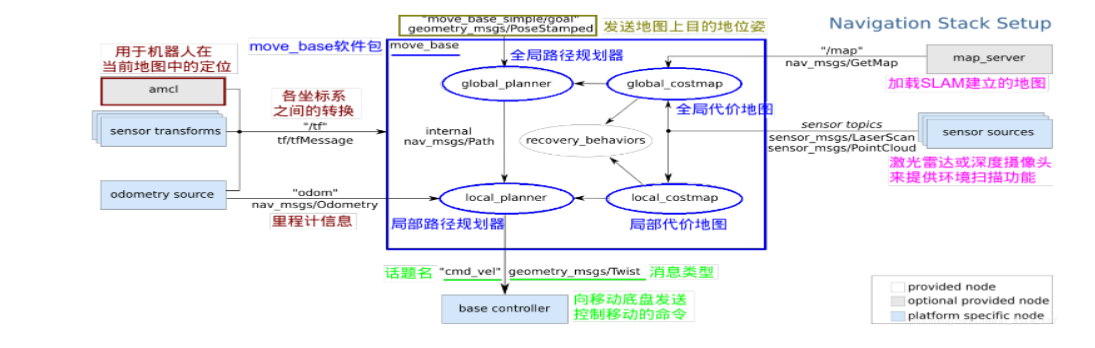 "move_base_simple/goal"
geometry_msgs/PoseStamped
发送地图上目的地位姿
Navigation Stack Setup
用于机器人在
当前地图中的定位
move_base软件包
move_base
全局路径规划器
"/map"
nav_msgs/GetMap
map_server
加载SLAM建立的地图
amcl
各坐标系
之间的转换
global_planner
global_costmap
全局代价地图
sensor transforms
"/tf"
tf/tfMessage
internal
nav_msgs/Path
recovery_behaviors
sensor topics
sensor_msgs/LaserScan
sensor_msgs/PointCloud
sensor sources
激光雷达或深度摄像头
来提供环境扫描功能
odometry source
"odom"
nav_msgs/Odometry
里程计信息
local_planner
local_costmap
局部路径规划器
局部代价地图
话题名
"cmd_vel"
geometry_msgs/Twist
消息类型
base controller
向移动底盘发送
控制移动的命令
provided node
optional provided node
platform specific node